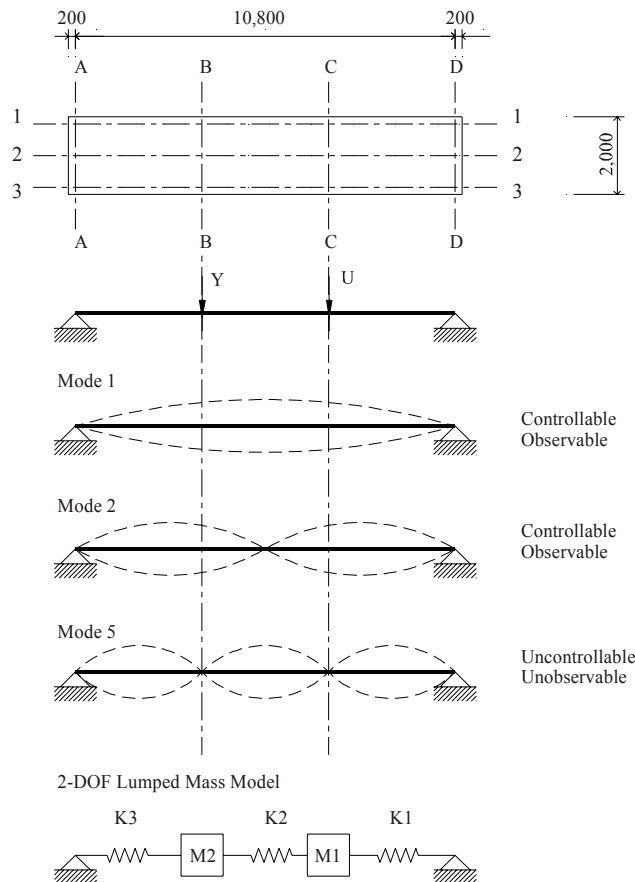 200 10,800 200
A B C D
1 1
2 2
3 3
2,000
A B C D
Y U
Mode 1
Controllable
Observable
Mode 2
Controllable
Observable
Mode 5
Uncontrollable
Unobservable
2-DOF Lumped Mass Model
K3 K2 K1
M2 M1